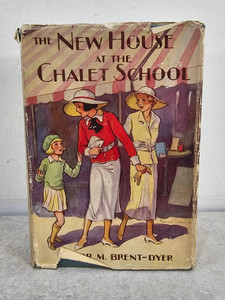 THE NEW HOUSE
AT THE
CHALET SCHOOL
M. BRENT-DYER